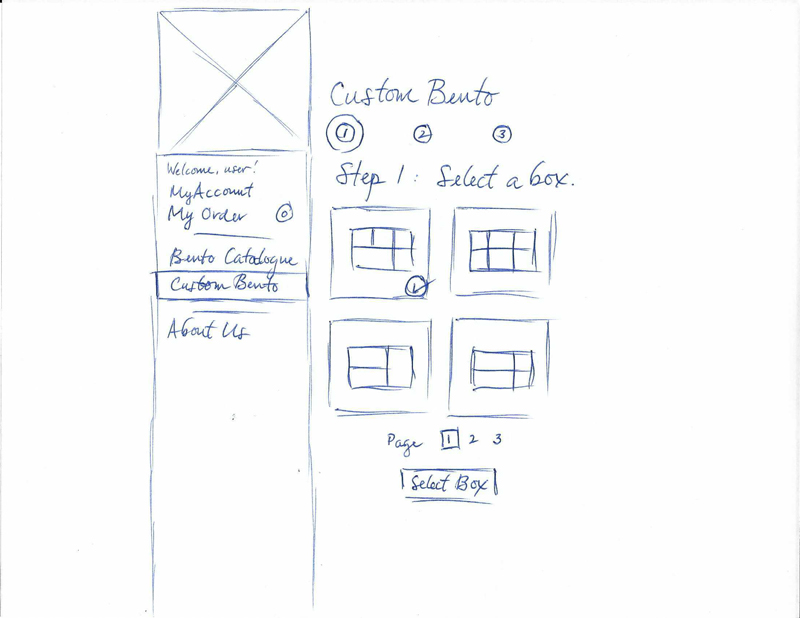 Welcome, user!
MyAccount
My Order 0
Bento Catalogue
Custom Bento
About Us
Custom Bento
1 2 3
Step 1: Select a box.
Page 1 2 3
Select Box